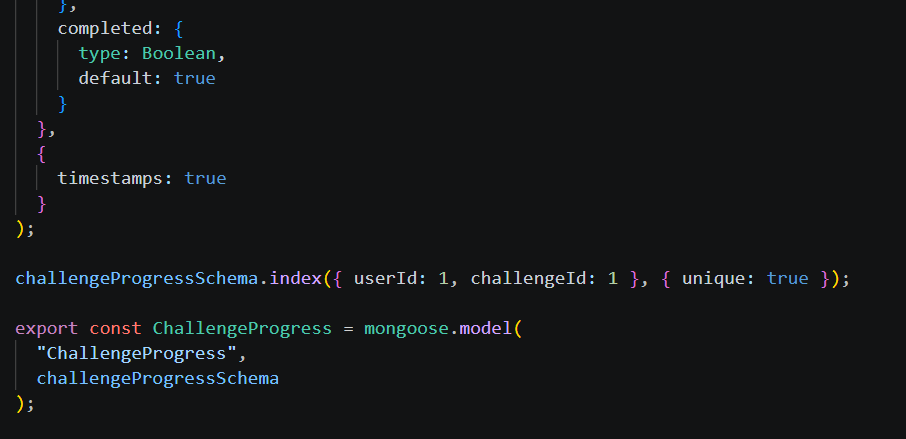 },
completed: {
type: Boolean,
default: true
}
},
{
timestamps: true
}
);
challengeProgressSchema.index({ userId: 1, challengeId: 1 }, { unique: true });
export const ChallengeProgress = mongoose.model(
"ChallengeProgress",
challengeProgressSchema
);